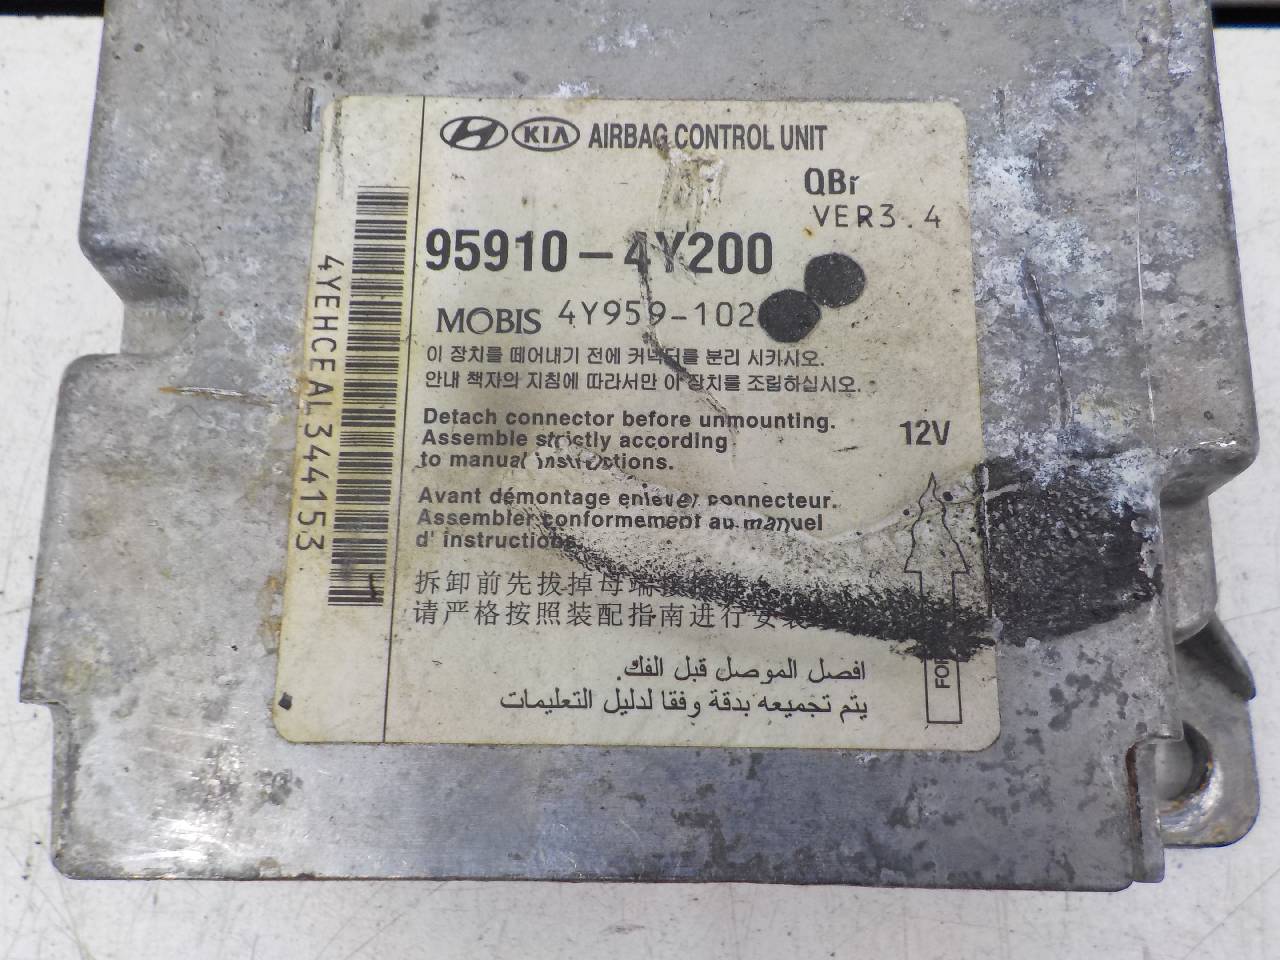 KIA AIRBAG CONTROL UNIT
QBr
VER3.4
95910-4Y200
MOBIS 4Y959-102
이 장치를 떼어내기 전에 커넥터를 분리 시키시오.
안내 책자의 지침에 따라서만 이 장치를 조립하십시오.
Detach connector before unmounting.
Assemble strictly according
to manual instructions.
12V
Avant démontage enlever connecteur.
Assembler conformement au manuel
d' instructions
拆卸前先拔掉母端
请严格按照装配指南进行安装
افصل الموصل قبل الفك.
يتم تجميعه بدقة وفقا لدليل التعليمات
FOR
4YEHCEAL344153